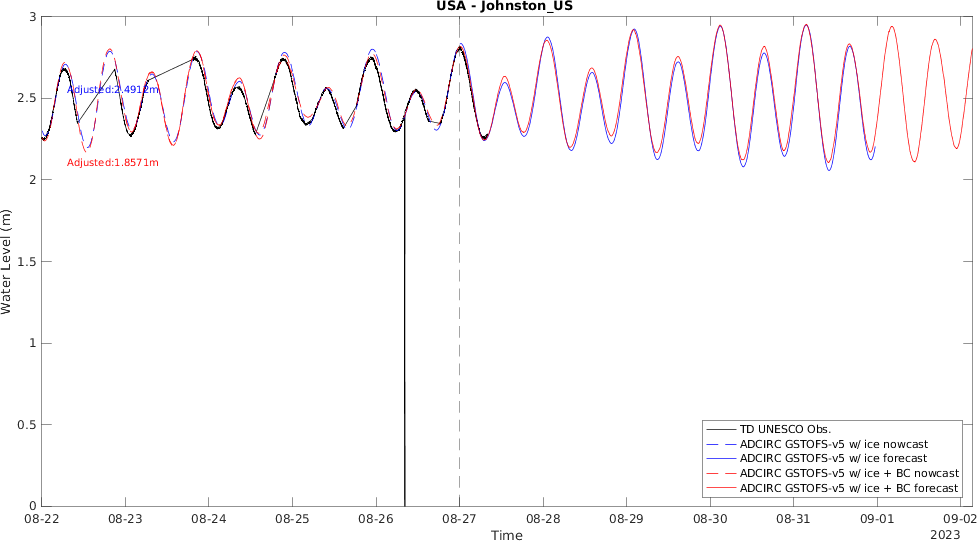 USA - Johnston_US
3
2.5
2
1.5
1
0.5
0
Water Level (m)
Adjusted:2.4912m
Adjusted:1.8571m
TD UNESCO Obs.
ADCIRC GSTOFS-v5 w/ ice nowcast
ADCIRC GSTOFS-v5 w/ ice forecast
ADCIRC GSTOFS-v5 w/ ice + BC nowcast
ADCIRC GSTOFS-v5 w/ ice + BC forecast
08-22 08-23 08-24 08-25 08-26 08-27 08-28 08-29 08-30 08-31 09-01 09-02
Time
2023